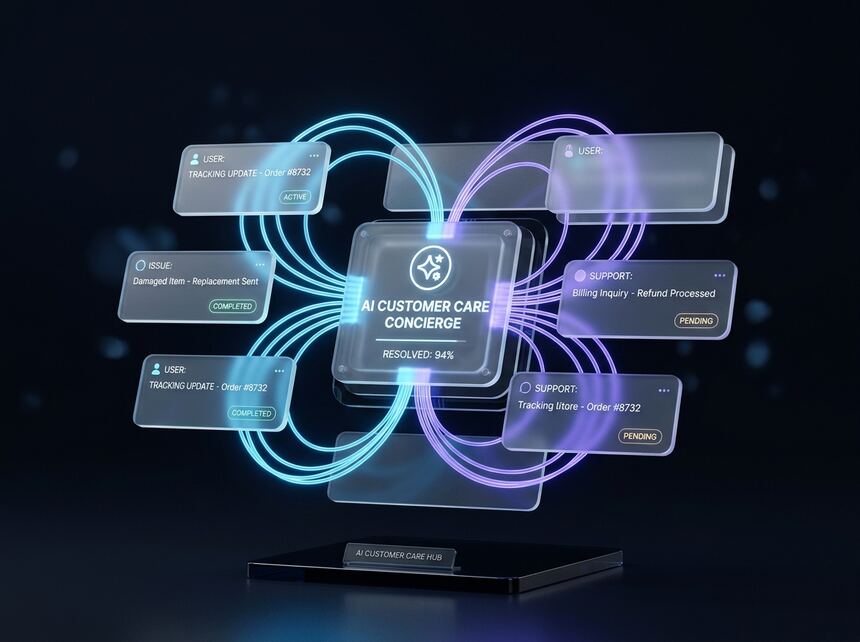 USER:
TRACKING UPDATE - Order #8732
ACTIVE
USER:
ISSUE:
Damaged Item - Replacement Sent
COMPLETED
AI CUSTOMER CARE
CONCIERGE
RESOLVED: 94%
SUPPORT:
Billing Inquiry - Refund Processed
PENDING
USER:
TRACKING UPDATE - Order #8732
COMPLETED
SUPPORT:
Tracking litore - Order #8732
PENDING
AI CUSTOMER CARE HUB